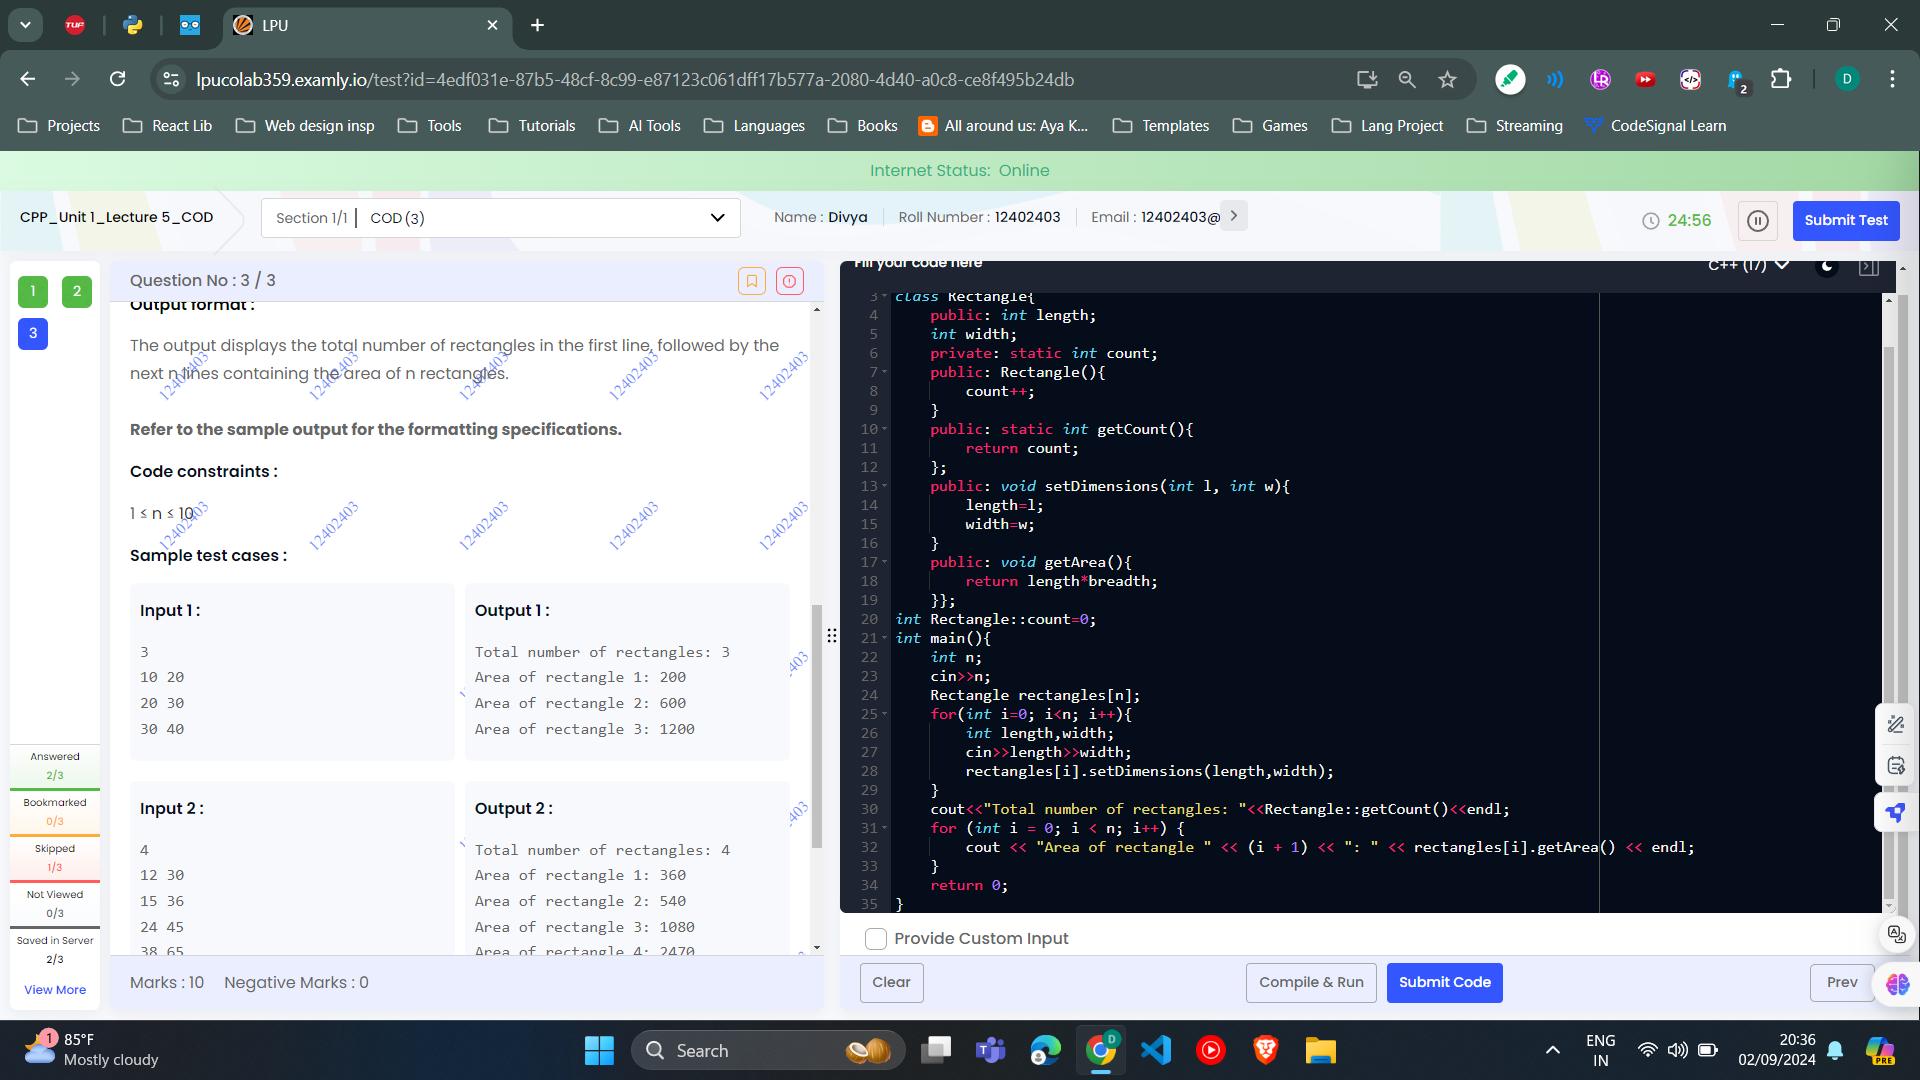 LPU
lpucolab359.examly.io/test?id=4edf031e-87b5-48cf-8c99-e87123c061dff17b577a-2080-4d40-a0c8-ce8f495b24db
2
D
Projects
React Lib
Web design insp
Tools
Tutorials
AI Tools
Languages
Books
All around us: Aya K...
Templates
Games
Lang Project
Streaming
CodeSignal Learn
Internet Status: Online
CPP_Unit 1_Lecture 5_COD
Section 1/1 | COD (3)
Name : Divya
Roll Number : 12402403
Email : 12402403@
24:56
Submit Test
1
2
3
Question No : 3 / 3
Output format :
The output displays the total number of rectangles in the first line, followed by the
next n lines containing the area of n rectangles.
Refer to the sample output for the formatting specifications.
Code constraints :
1 ≤ n ≤ 10
Sample test cases :
Input 1 :
3
10 20
20 30
30 40
Output 1 :
Total number of rectangles: 3
Area of rectangle 1: 200
Area of rectangle 2: 600
Area of rectangle 3: 1200
Input 2 :
4
12 30
15 36
24 45
38 65
Output 2 :
Total number of rectangles: 4
Area of rectangle 1: 360
Area of rectangle 2: 540
Area of rectangle 3: 1080
Area of rectangle 4: 2470
12402403 12402403 12402403 12402403 12402403
12402403 12402403 12402403 12402403 12402403
Answered
2/3
Bookmarked
0/3
Skipped
1/3
Not Viewed
0/3
Saved in Server
2/3
View More
Marks : 10
Negative Marks : 0
Fill your code here
C++ (17)
3 class Rectangle{
4 public: int length;
5 int width;
6 private: static int count;
7 public: Rectangle(){
8 count++;
9 }
10 public: static int getCount(){
11 return count;
12 };
13 public: void setDimensions(int l, int w){
14 length=l;
15 width=w;
16 }
17 public: void getArea(){
18 return length*breadth;
19 }};
20 int Rectangle::count=0;
21 int main(){
22 int n;
23 cin>>n;
24 Rectangle rectangles[n];
25 for(int i=0; i<n; i++){
26 int length,width;
27 cin>>length>>width;
28 rectangles[i].setDimensions(length,width);
29 }
30 cout<<"Total number of rectangles: "<<Rectangle::getCount()<<endl;
31 for (int i = 0; i < n; i++) {
32 cout << "Area of rectangle " << (i + 1) << ": " << rectangles[i].getArea() << endl;
33 }
34 return 0;
35 }
Provide Custom Input
Clear
Compile & Run
Submit Code
Prev
1
85°F
Mostly cloudy
Search
D
ENG
IN
20:36
02/09/2024
PRE